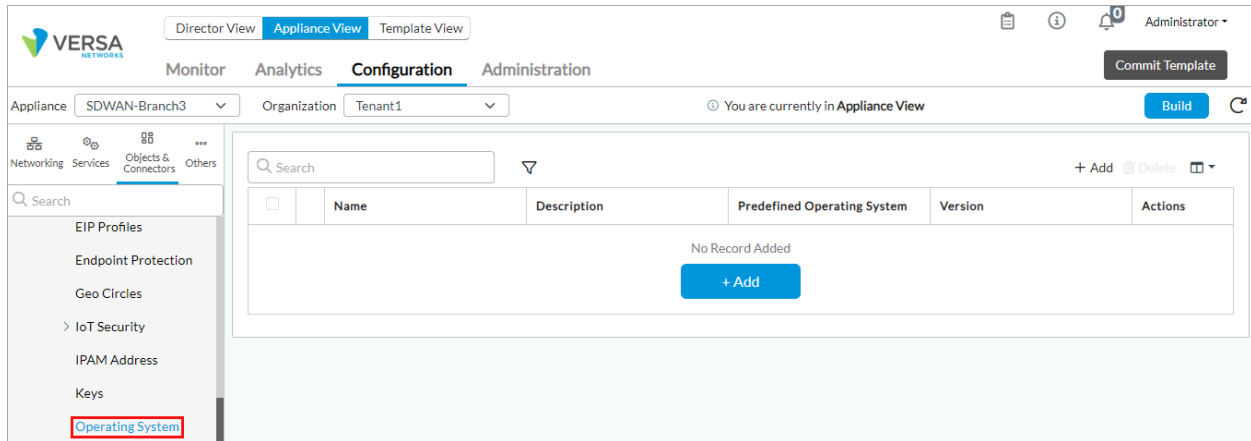 VERSA
NETWORKS
Director View Appliance View Template View
0
Administrator
Monitor Analytics Configuration Administration
Commit Template
Appliance SDWAN-Branch3 Organization Tenant1 You are currently in Appliance View Build
Networking Services Objects & Connectors Others
Search
EIP Profiles
Endpoint Protection
Geo Circles
IoT Security
IPAM Address
Keys
Operating System
Search + Add Delete
Name Description Predefined Operating System Version Actions
No Record Added
+ Add